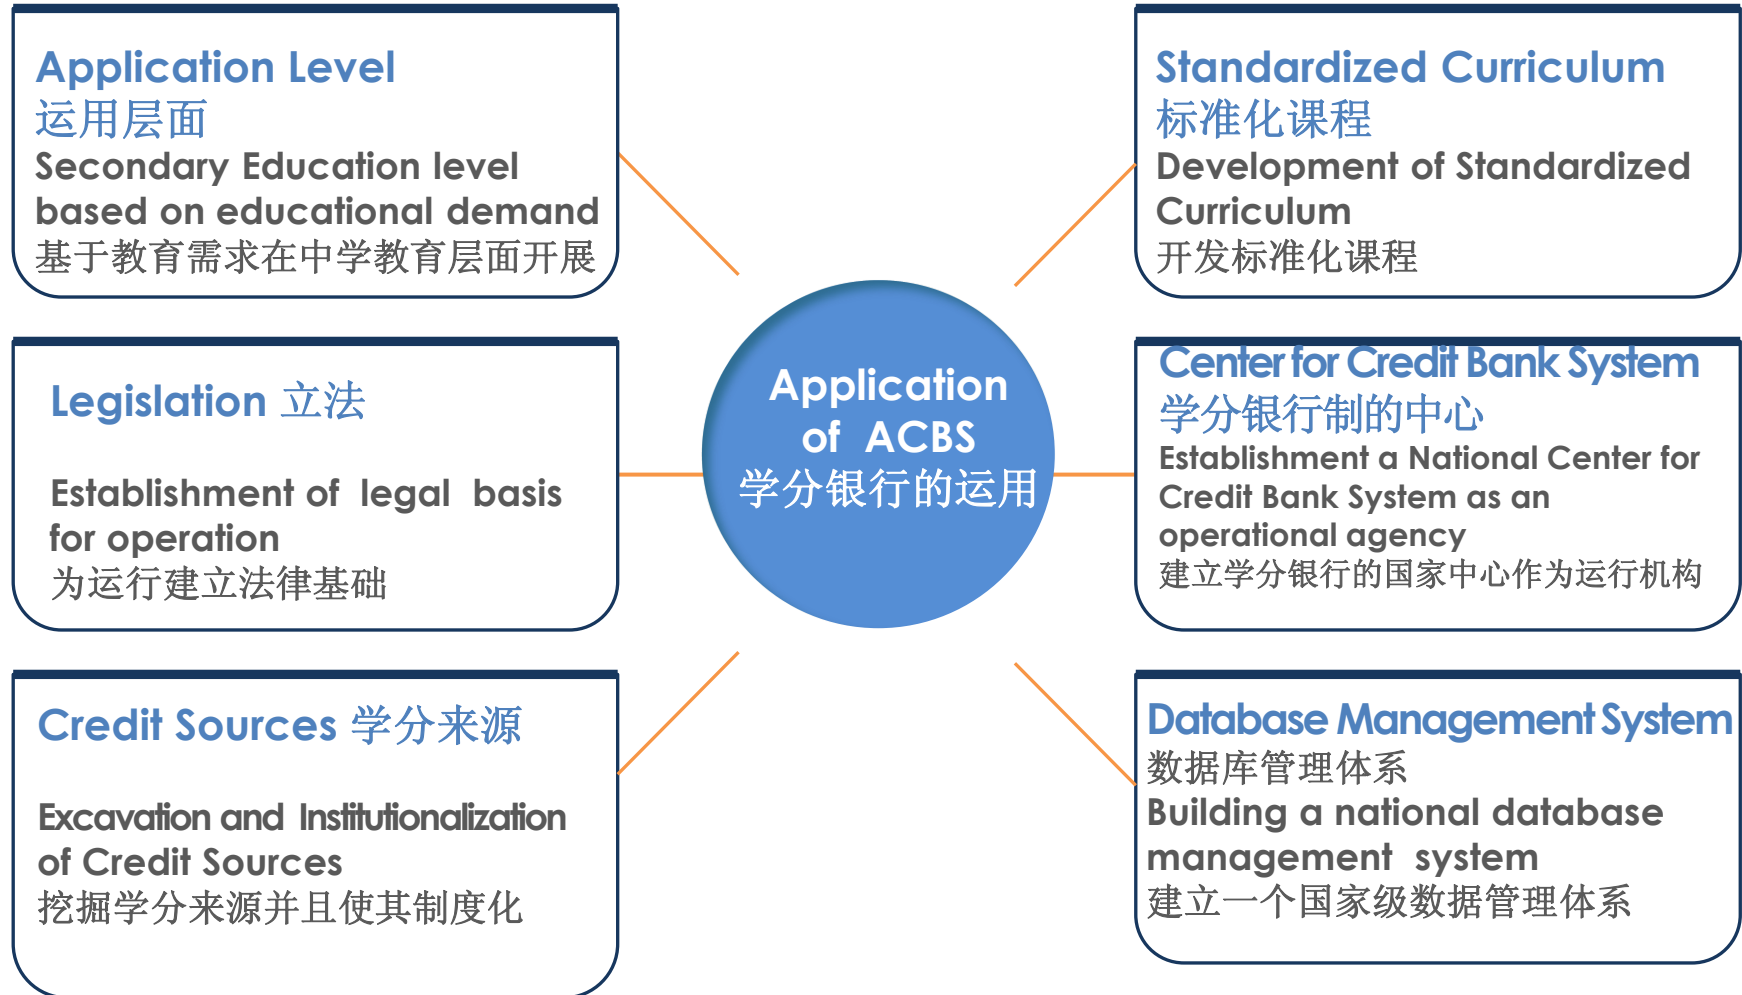 Application Level
运用层面
Secondary Education level
based on educational demand
基于教育需求在中学教育层面开展
Legislation 立法
Establishment of legal basis
for operation
为运行建立法律基础
Credit Sources 学分来源
Excavation and Institutionalization
of Credit Sources
挖掘学分来源并且使其制度化
Application
of ACBS
学分银行的运用
Standardized Curriculum
标准化课程
Development of Standardized
Curriculum
开发标准化课程
Center for Credit Bank System
学分银行制的中心
Establishment a National Center for
Credit Bank System as an
operational agency
建立学分银行的国家中心作为运行机构
Database Management System
数据库管理体系
Building a national database
management system
建立一个国家级数据管理体系